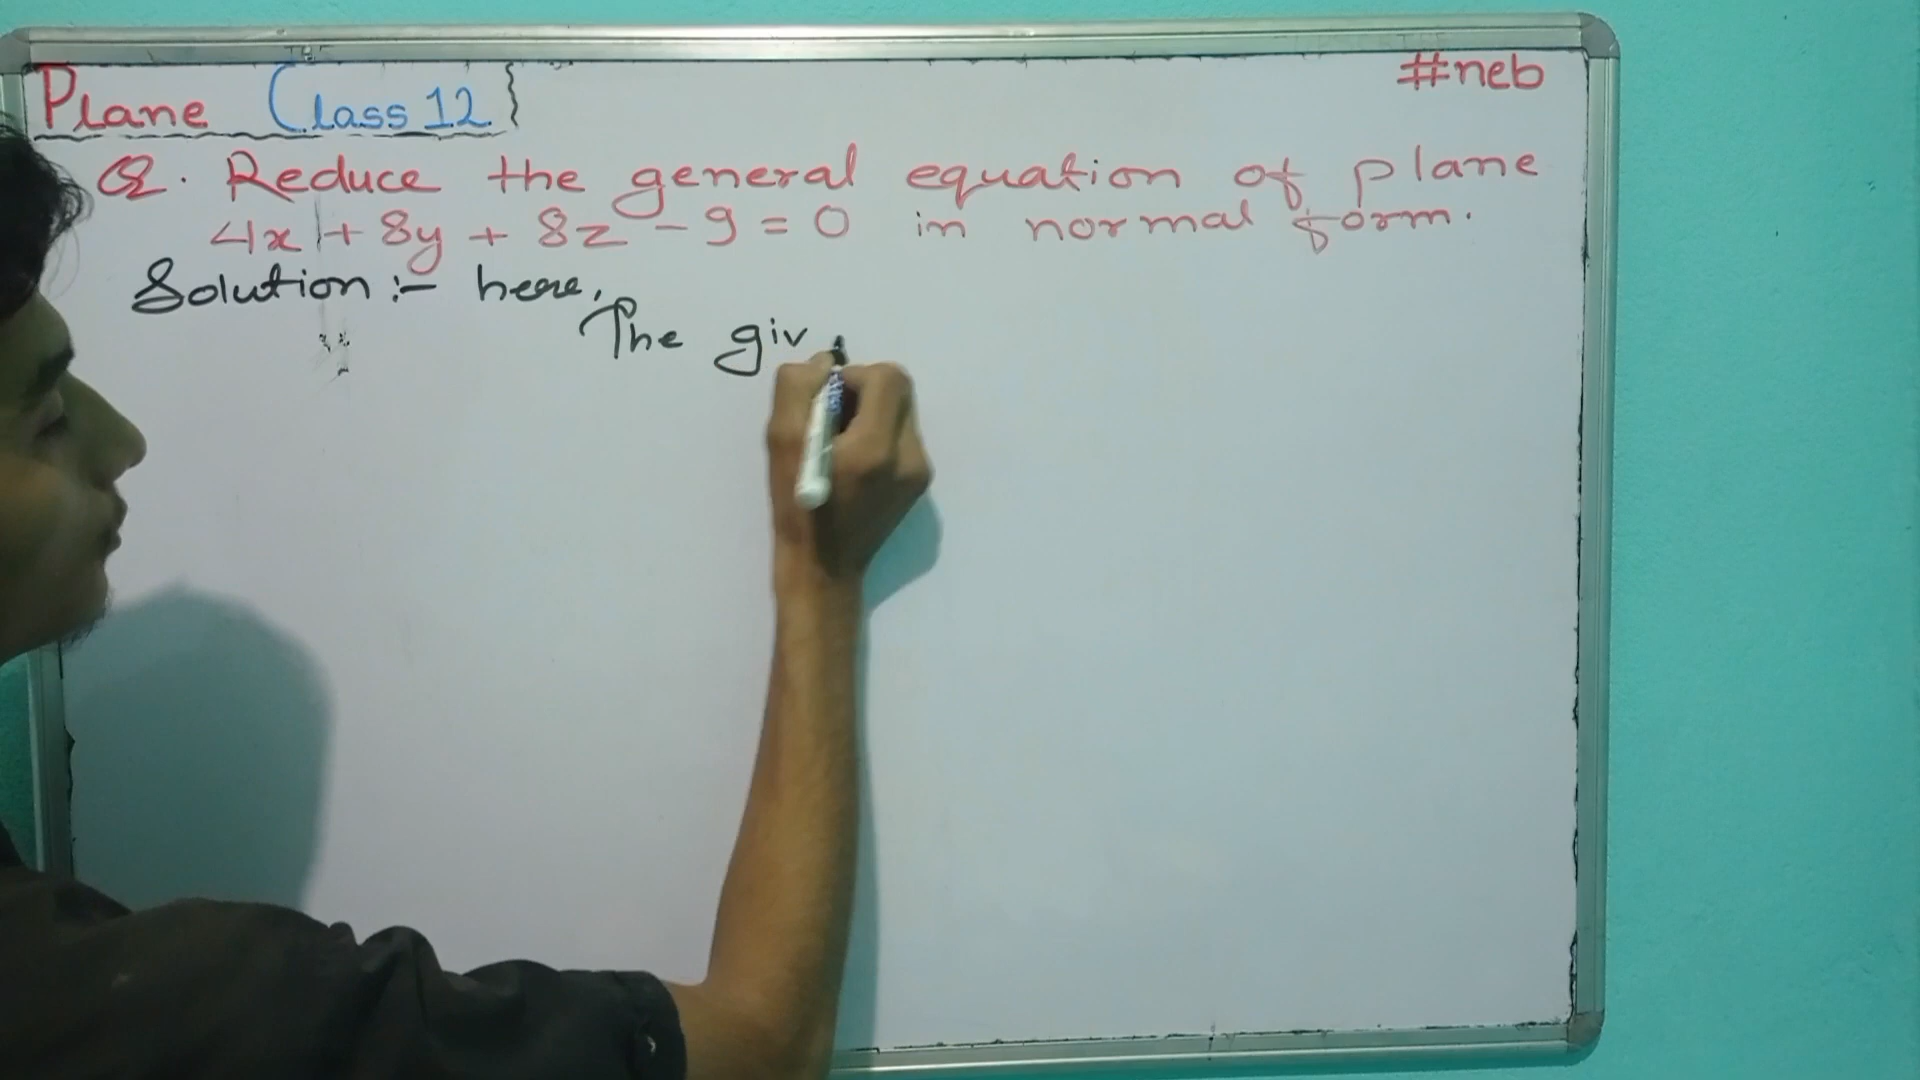 Plane Class 12}
#neb
Q. Reduce the general equation of plane
4x + 8y + 8z - 9 = 0 in normal form.
Solution :- here,
The giv